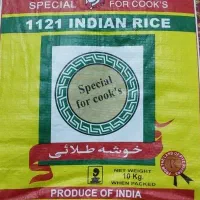 SPECIAL FOR COOK'S
1121 INDIAN RICE
Special
for cook's
خوشه طلائی
NET WEIGHT
10 Kg.
WHEN PACKED
PRODUCE OF INDIA